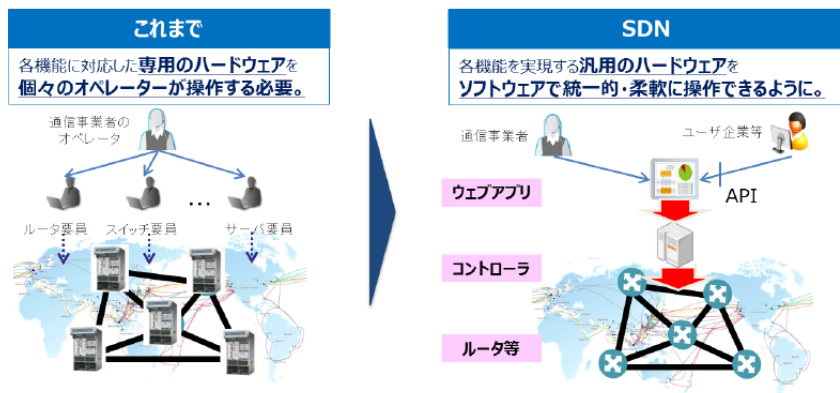 これまで
各機能に対応した専用のハードウェアを
個々のオペレーターが操作する必要。
通信事業者の
オペレータ
...
ルータ要員
スイッチ要員
サーバ要員
SDN
各機能を実現する汎用のハードウェアを
ソフトウェアで統一的・柔軟に操作できるように。
通信事業者
ユーザ企業等
API
ウェブアプリ
コントローラ
ルータ等